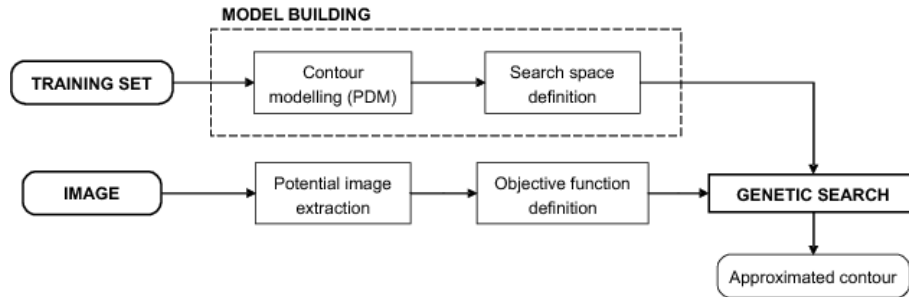 MODEL BUILDING
TRAINING SET
Contour
modelling (PDM)
Search space
definition
IMAGE
Potential image
extraction
Objective function
definition
GENETIC SEARCH
Approximated contour